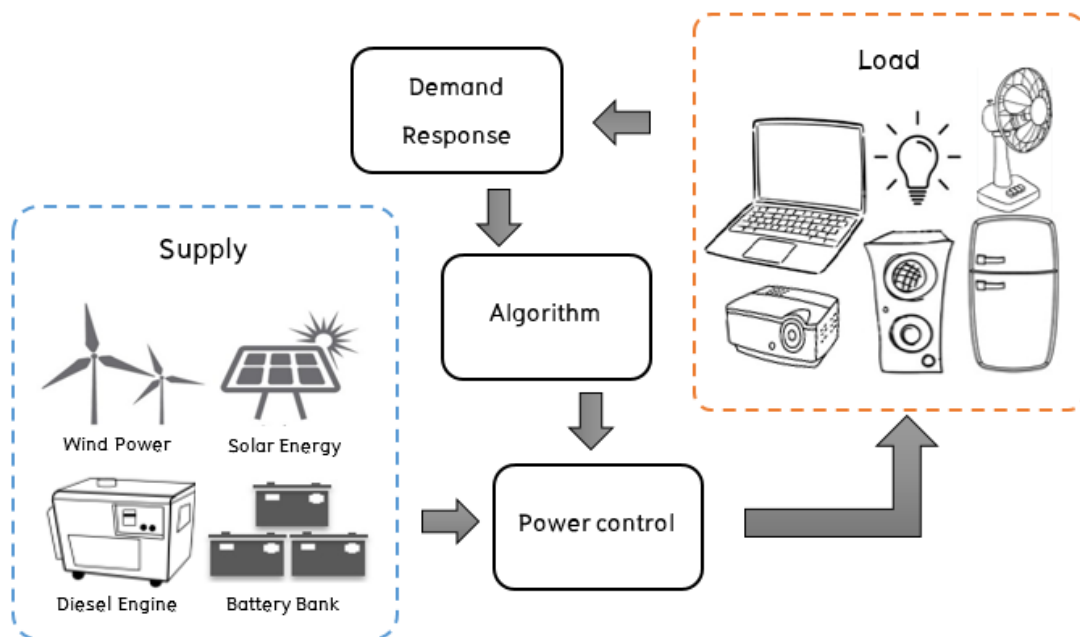 Demand
Response
Load
Supply
Algorithm
Wind Power
Solar Energy
Power control
Diesel Engine
Battery Bank